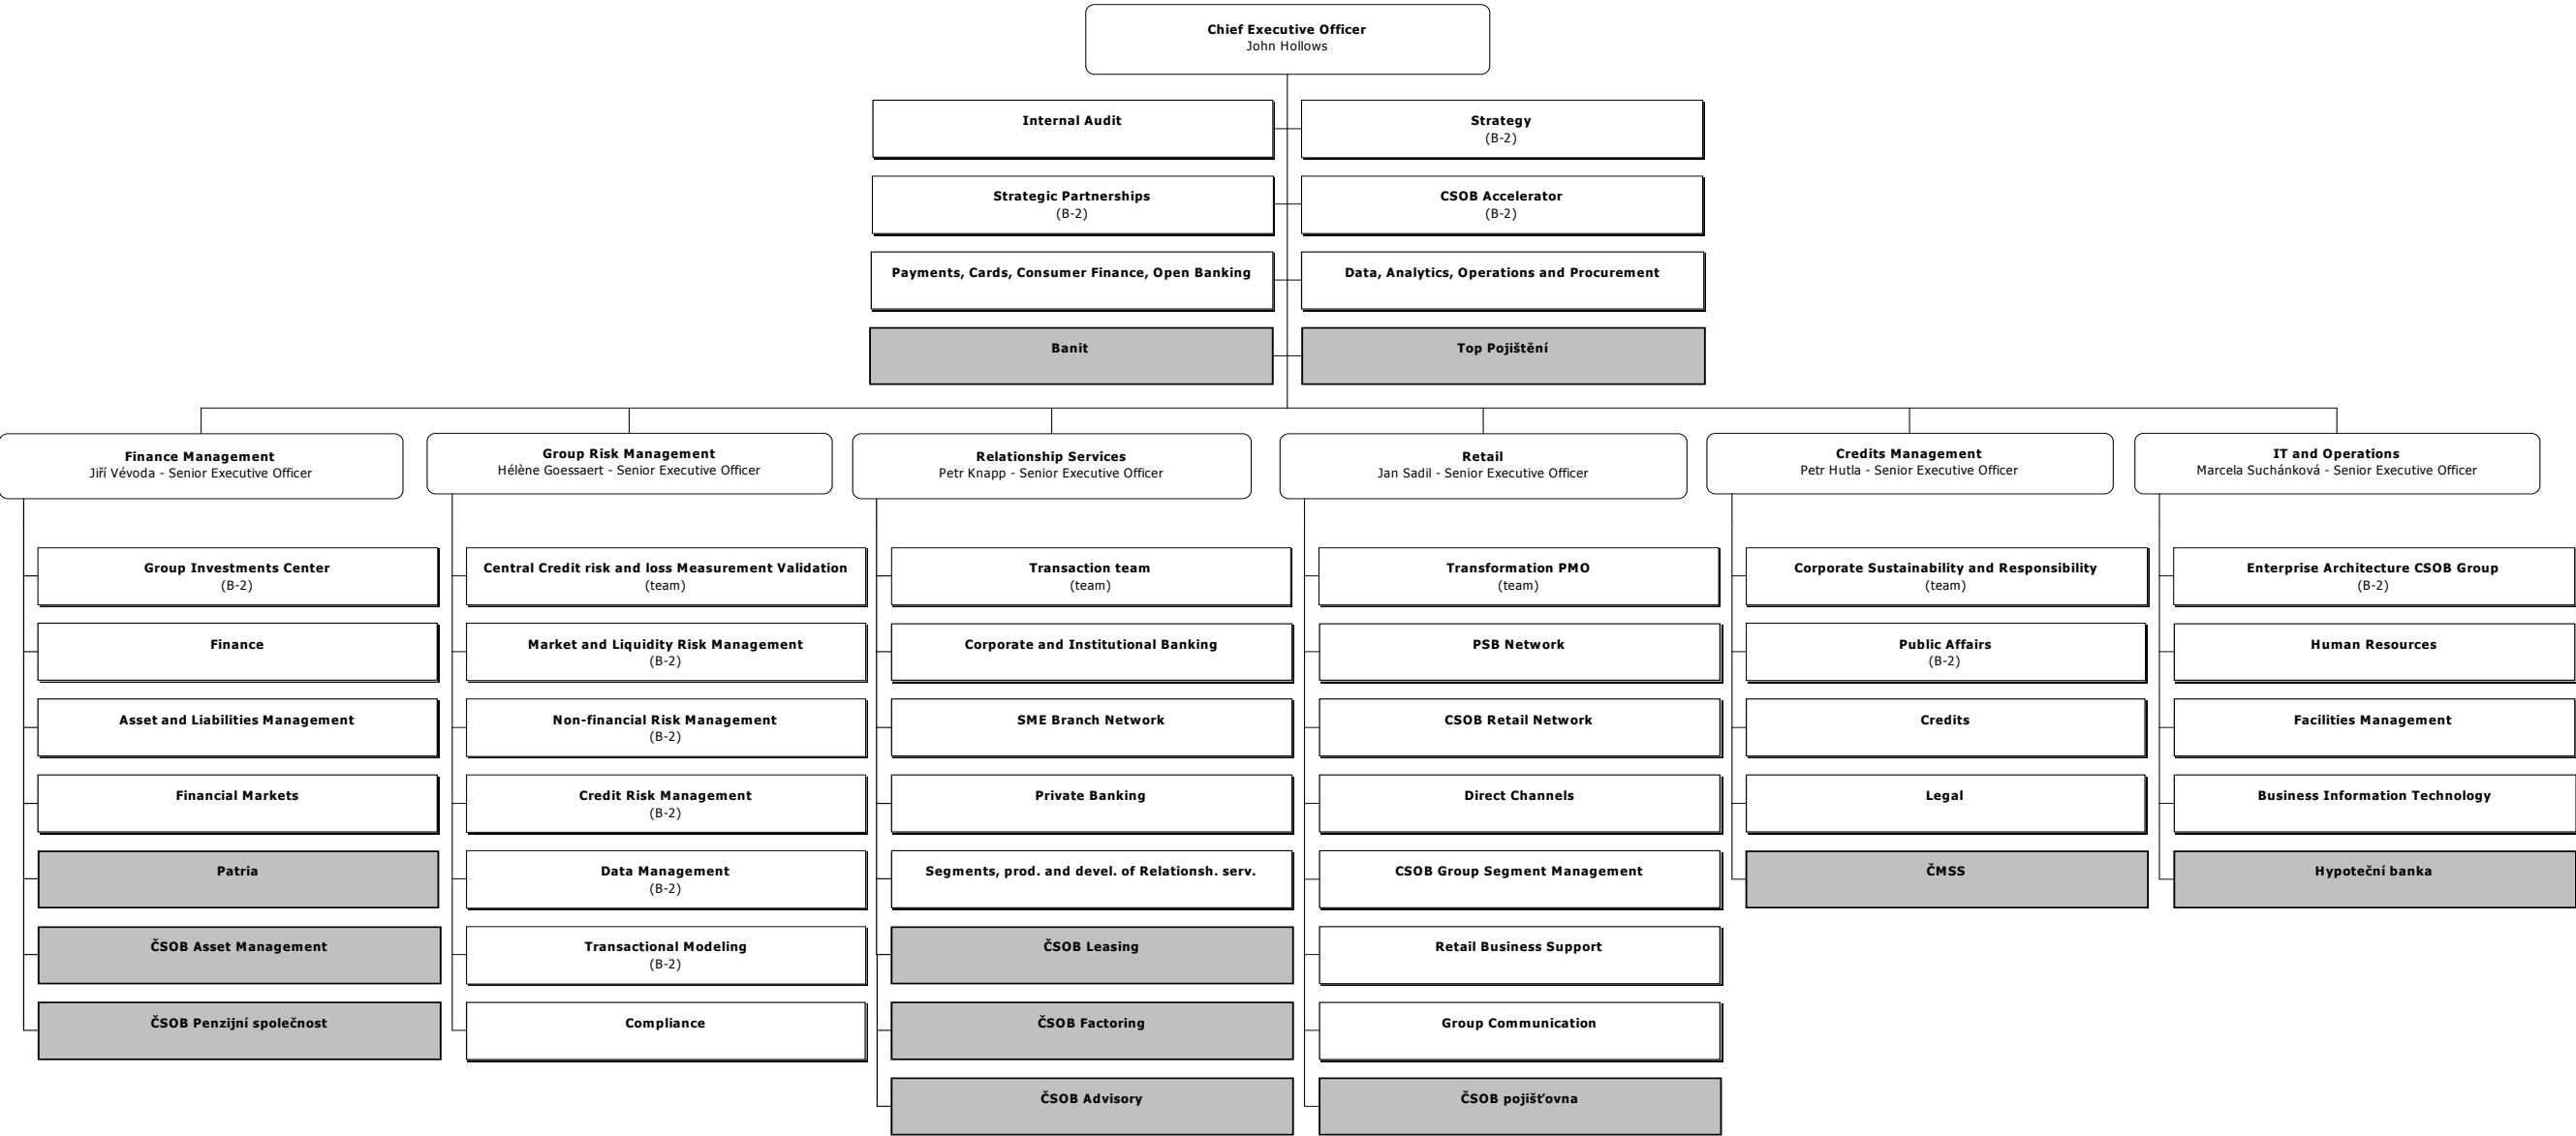 Chief Executive Officer
John Hollows
Internal Audit
Strategy
(B-2)
Strategic Partnerships
(B-2)
CSOB Accelerator
(B-2)
Payments, Cards, Consumer Finance, Open Banking
Data, Analytics, Operations and Procurement
Banit
Top Pojištění
Finance Management
Jiří Vévoda - Senior Executive Officer
Group Investments Center
(B-2)
Finance
Asset and Liabilities Management
Financial Markets
Patria
ČSOB Asset Management
ČSOB Penzijní společnost
Group Risk Management
Hélène Goessaert - Senior Executive Officer
Central Credit risk and loss Measurement Validation
(team)
Market and Liquidity Risk Management
(B-2)
Non-financial Risk Management
(B-2)
Credit Risk Management
(B-2)
Data Management
(B-2)
Transactional Modeling
(B-2)
Compliance
Relationship Services
Petr Knapp - Senior Executive Officer
Transaction team
(team)
Corporate and Institutional Banking
SME Branch Network
Private Banking
Segments, prod. and devel. of Relationsh. serv.
ČSOB Leasing
ČSOB Factoring
ČSOB Advisory
Retail
Jan Sadil - Senior Executive Officer
Transformation PMO
(team)
PSB Network
CSOB Retail Network
Direct Channels
CSOB Group Segment Management
Retail Business Support
Group Communication
ČSOB pojišťovna
Credits Management
Petr Hutla - Senior Executive Officer
Corporate Sustainability and Responsibility
(team)
Public Affairs
(B-2)
Credits
Legal
ČMSS
IT and Operations
Marcela Suchánková - Senior Executive Officer
Enterprise Architecture CSOB Group
(B-2)
Human Resources
Facilities Management
Business Information Technology
Hypoteční banka